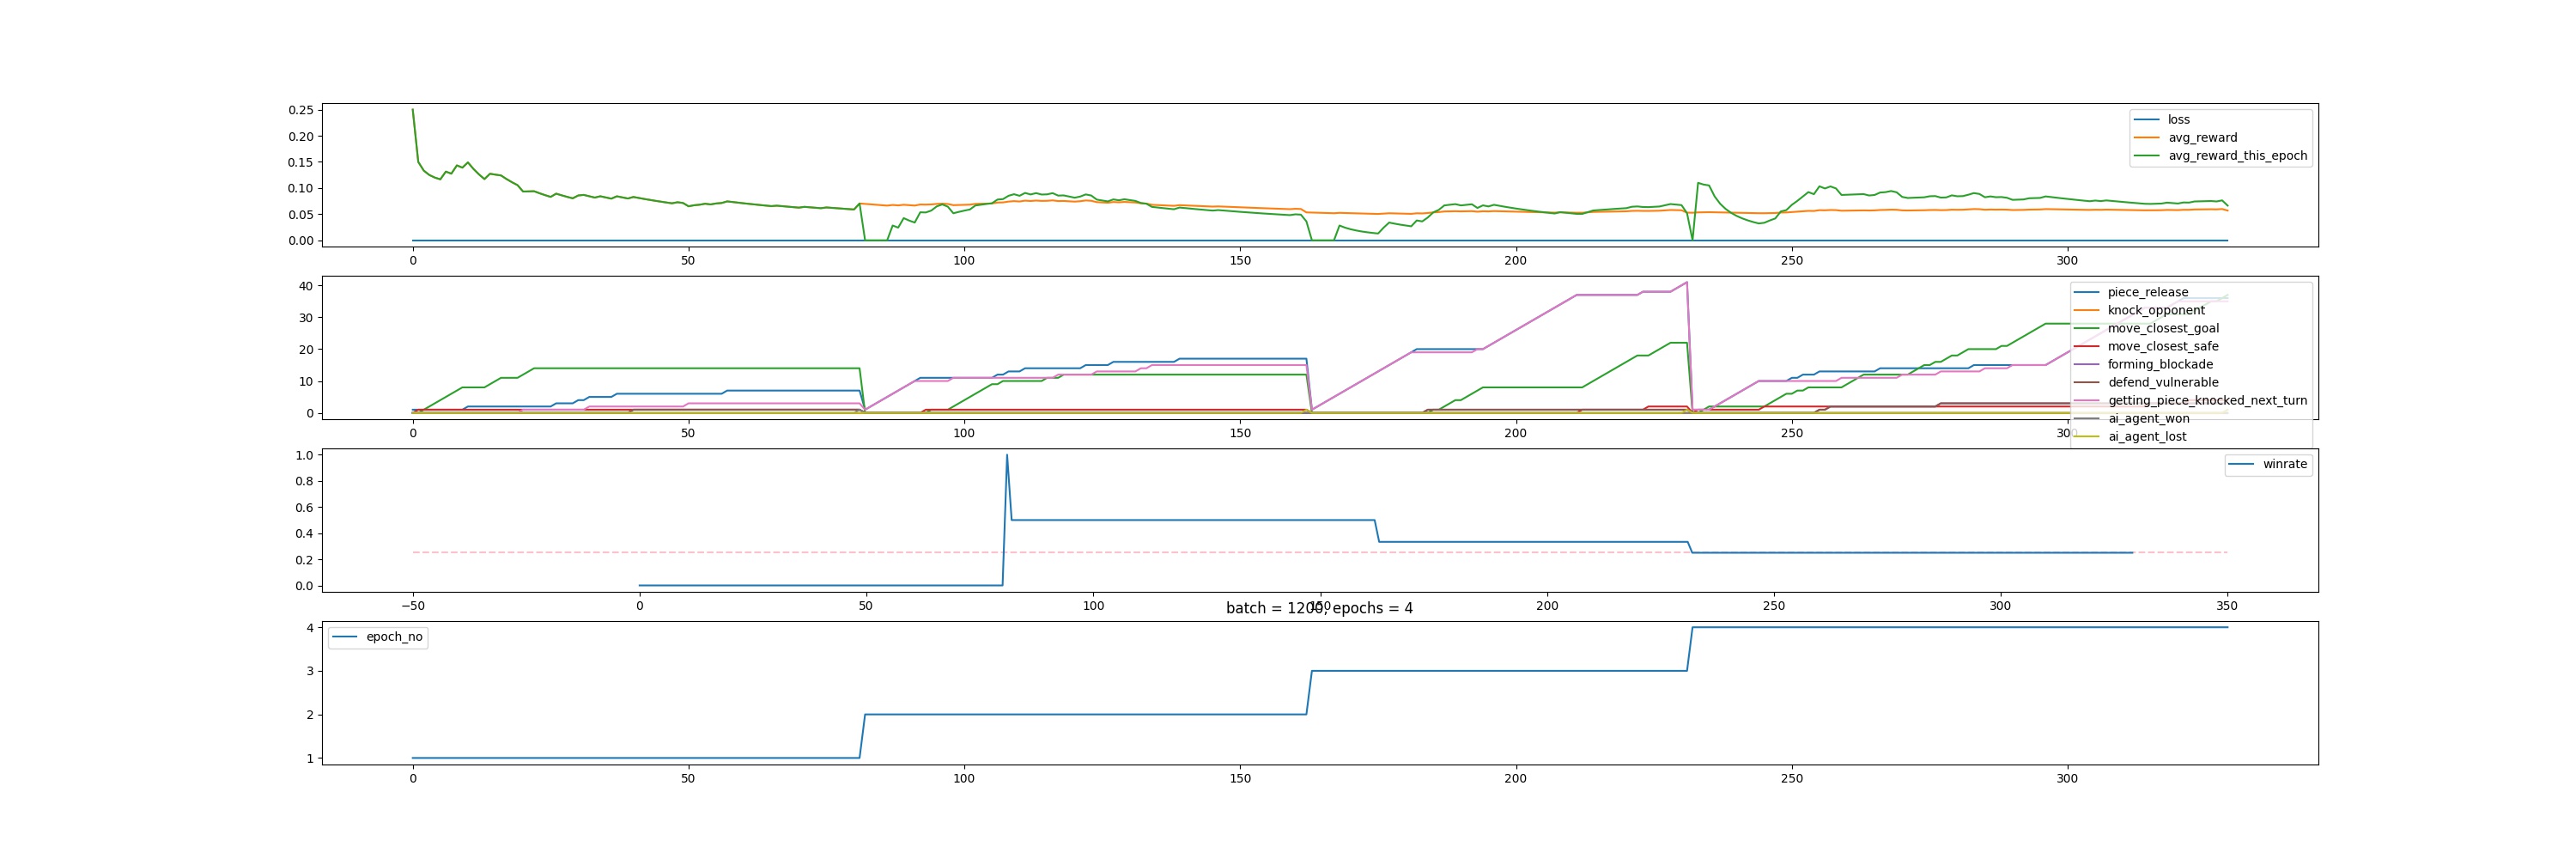 0.25
0.20
0.15
0.10
0.05
0.00
loss
avg_reward
avg_reward_this_epoch
0 50 100 150 200 250 300
40
30
20
10
0
piece_release
knock_opponent
move_closest_goal
move_closest_safe
forming_blockade
defend_vulnerable
getting_piece_knocked_next_turn
ai_agent_won
ai_agent_lost
0 50 100 150 200 250 300
1.0
0.8
0.6
0.4
0.2
0.0
winrate
−50 0 50 100 150 200 250 300 350
batch = 1200, epochs = 4
4
3
2
1
epoch_no
0 50 100 150 200 250 300